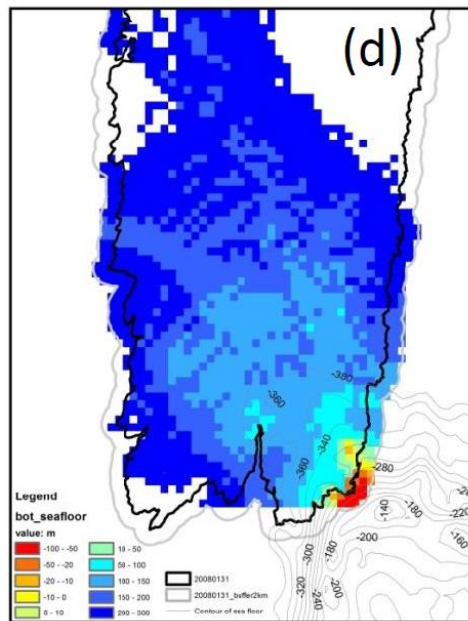 (d)
-380
-360
-340
-360
-280
-140
-180
-220
-160
-200
-300
-180
-320
-200
-240
Legend
bot_seafloor
value: m
-100 - -50
-50 - -20
-20 - -10
-10 - 0
0 - 10
10 - 50
50 - 100
100 - 150
150 - 200
200 - 300
20080131
20080131_buffer2km
Contour of sea floor